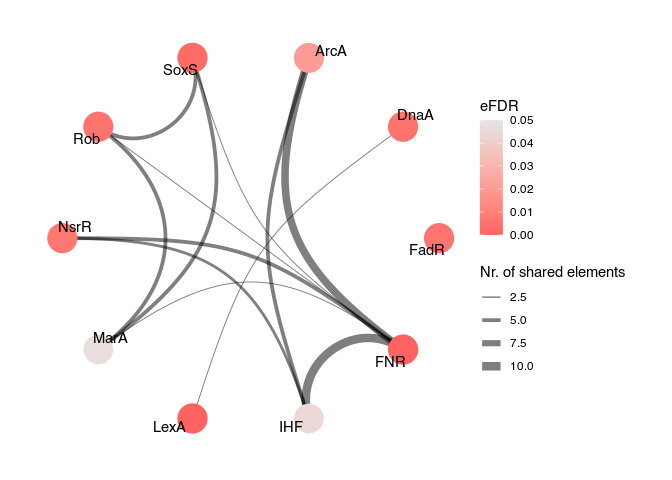 ArcA
SoxS
DnaA
Rob
NsrR
FadR
MarA
FNR
LexA
IHF
eFDR
0.05
0.04
0.03
0.02
0.01
0.00
Nr. of shared elements
2.5
5.0
7.5
10.0